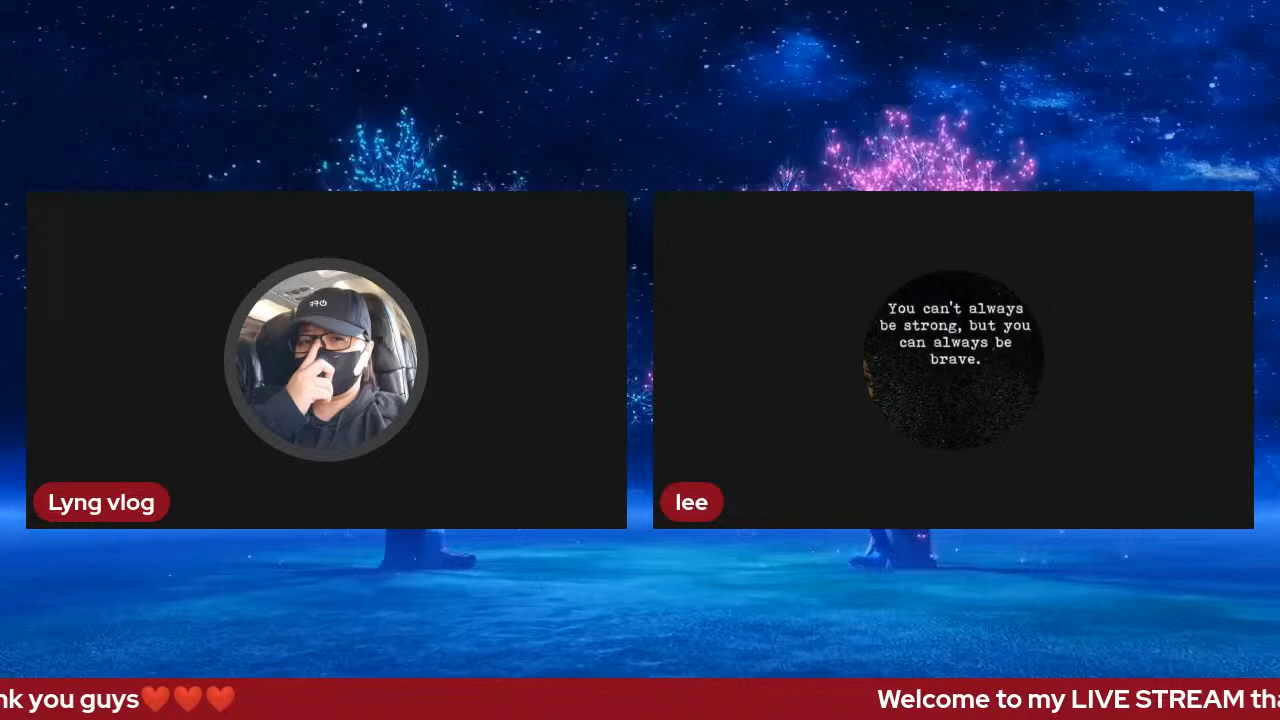 You can't always
be strong, but you
can always be
brave.
Lyng vlog
lee
nk you guys❤️❤️❤️
Welcome to my LIVE STREAM tha